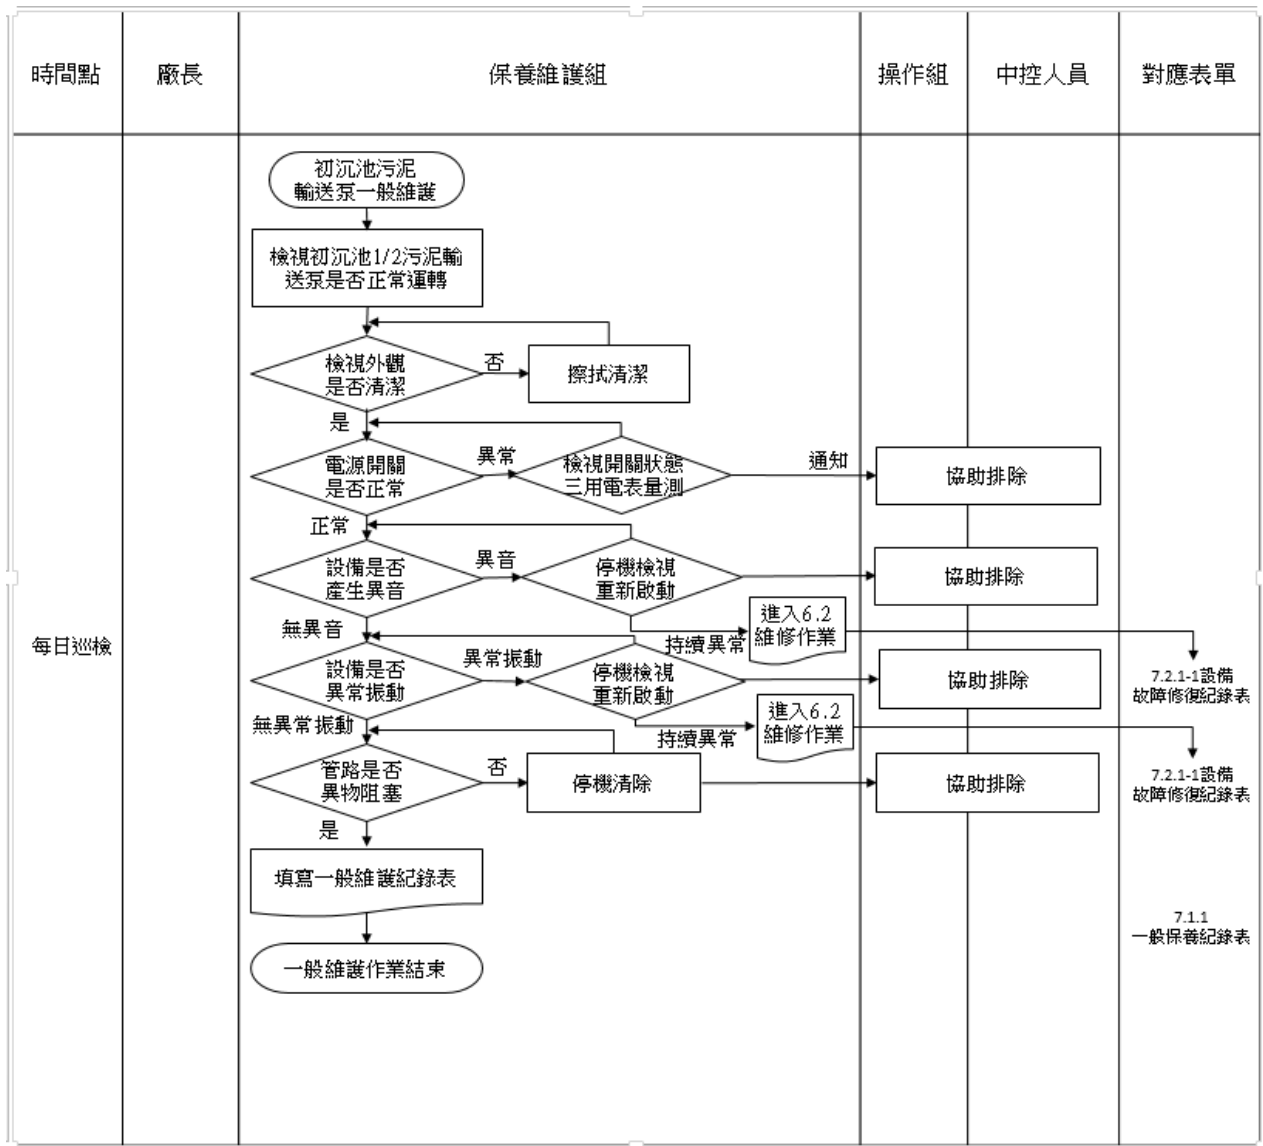 時間點
廠長
保養維護組
操作組
中控人員
對應表單
每日巡檢
初沉池污泥
輸送泵一般維護
檢視初沉池1/2污泥輸
送泵是否正常運轉
檢視外觀
是否清潔
否
擦拭清潔
是
電源開關
是否正常
異常
檢視開關狀態
三用電表量測
通知
協助排除
正常
設備是否
產生異音
異音
停機檢視
重新啟動
協助排除
無異音
持續異常
進入6.2
維修作業
設備是否
異常振動
異常振動
停機檢視
重新啟動
協助排除
7.2.1-1設備
故障修復紀錄表
無異常振動
持續異常
進入6.2
維修作業
管路是否
異物阻塞
否
停機清除
協助排除
7.2.1-1設備
故障修復紀錄表
是
填寫一般維護紀錄表
7.1.1
一般保養紀錄表
一般維護作業結束